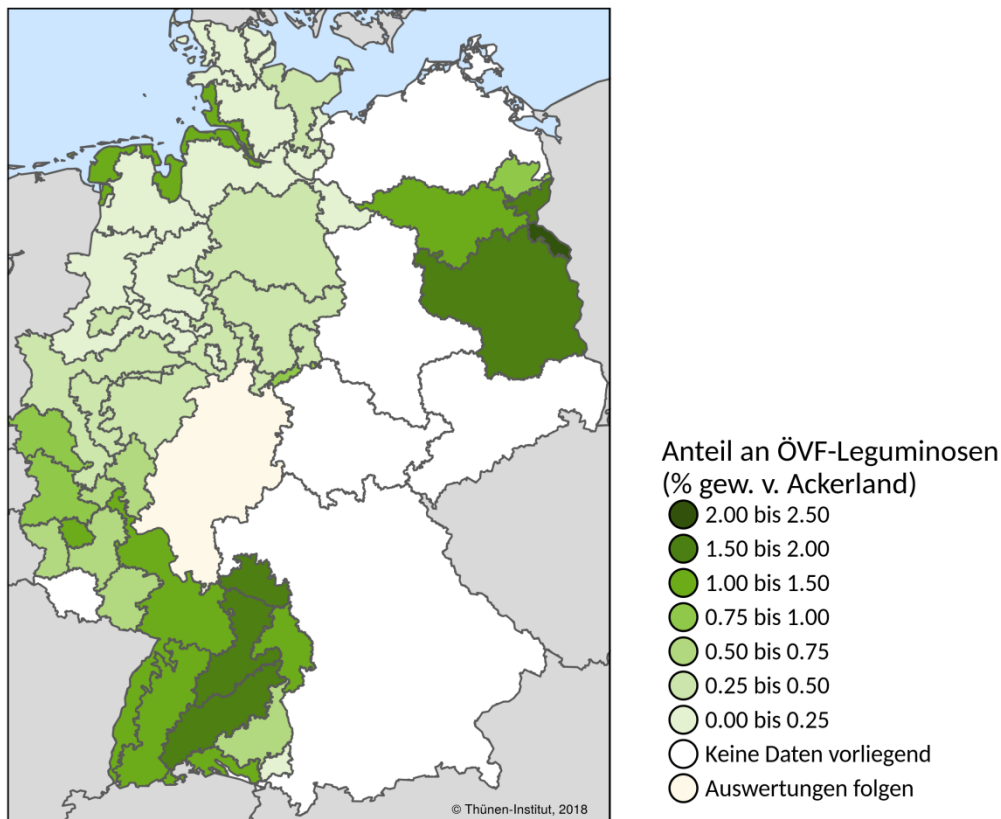 Anteil an ÖVF-Leguminosen
(% gew. v. Ackerland)
2.00 bis 2.50
1.50 bis 2.00
1.00 bis 1.50
0.75 bis 1.00
0.50 bis 0.75
0.25 bis 0.50
0.00 bis 0.25
Keine Daten vorliegend
Auswertungen folgen
© Thünen-Institut, 2018